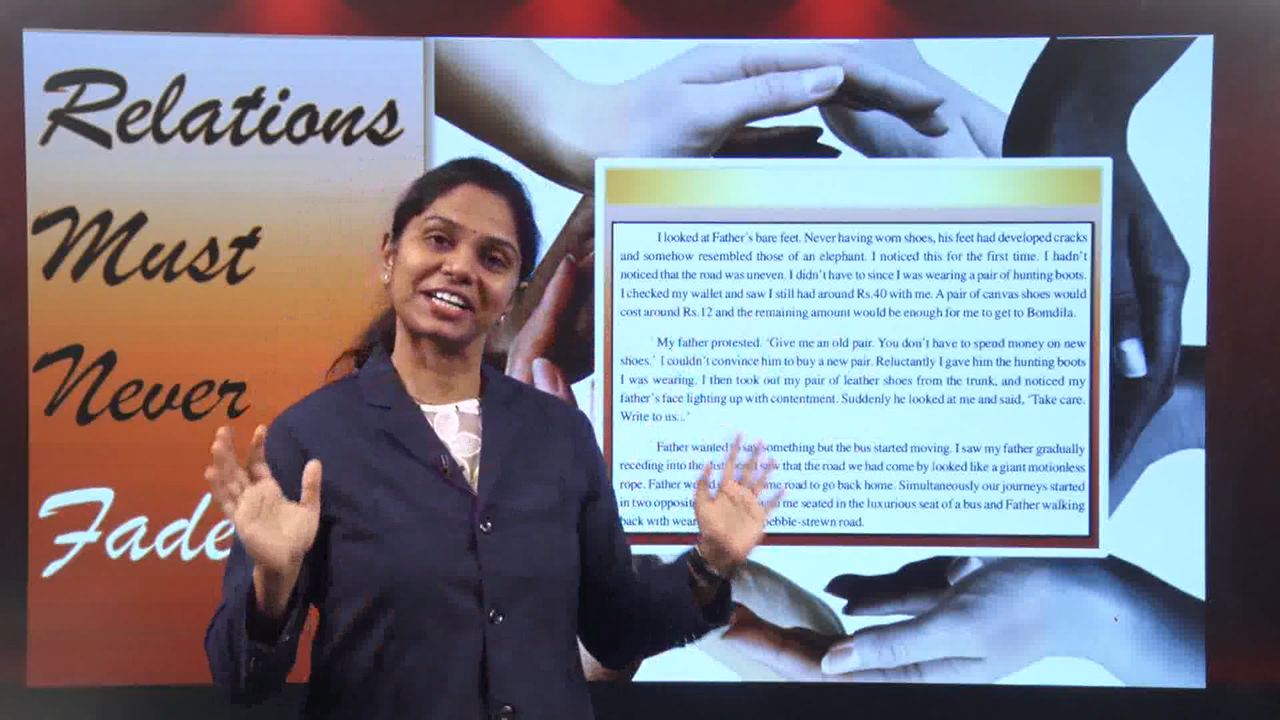 Relations
Must
Never
Fade
I looked at Father's bare feet. Never having worn shoes, his feet had developed cracks
and somehow resembled those of an elephant. I noticed this for the first time. I hadn't
noticed that the road was uneven. I didn't have to since I was wearing a pair of hunting boots.
I checked my wallet and saw I still had around Rs.40 with me. A pair of canvas shoes would
cost around Rs.12 and the remaining amount would be enough for me to get to Bomdila.
My father protested. 'Give me an old pair. You don't have to spend money on new
shoes.' I couldn't convince him to buy a new pair. Reluctantly I gave him the hunting boots
I was wearing. I then took out my pair of leather shoes from the trunk, and noticed my
father's face lighting up with contentment. Suddenly he looked at me and said, 'Take care.
Write to us...'
Father wanted to say something but the bus started moving. I saw my father gradually
receding into the that the road we had come by looked like a giant motionless
rope. Father road to go back home. Simultaneously our journeys started
in two me seated in the luxurious seat of a bus and Father walking
back with pebble-strewn road.